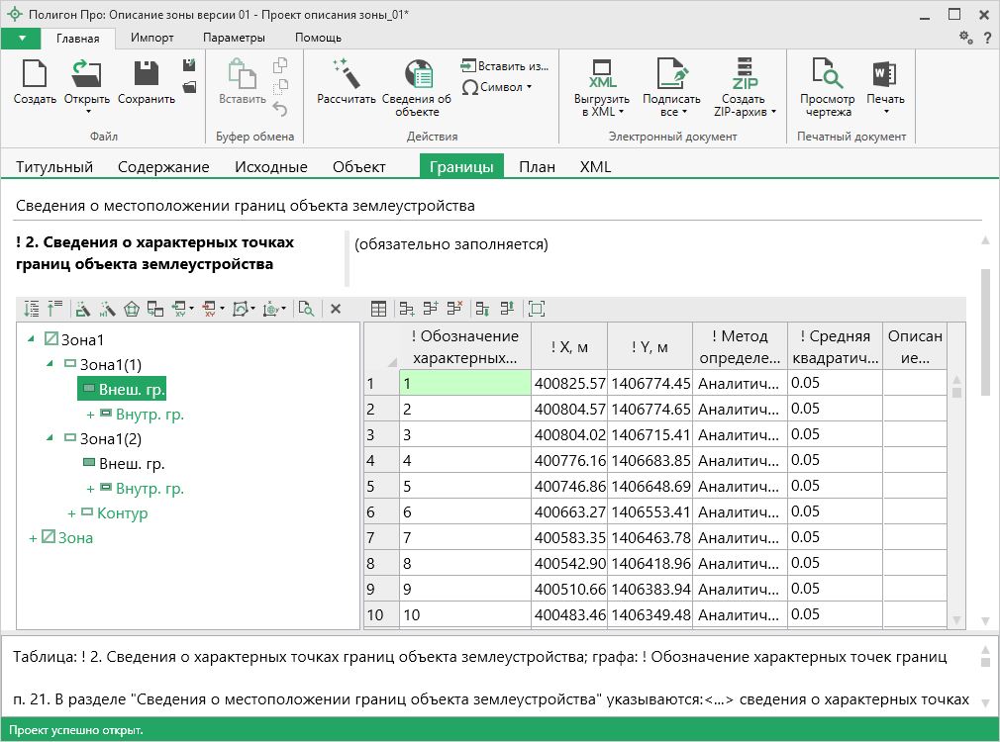 Полигон Про: Описание зоны версии 01 - Проект описания зоны_01*
Главная Импорт Параметры Помощь
?
Создать Открыть Сохранить
Файл
Вставить
Буфер обмена
Рассчитать Сведения об
объекте
Вставить из...
Символ
Действия
XML
Выгрузить
в XML
Подписать
все
ZIP
Создать
ZIP-архив
Электронный документ
Просмотр
чертежа
W
Печать
Печатный документ
Титульный Содержание Исходные Объект Границы План XML
Сведения о местоположении границ объекта землеустройства
! 2. Сведения о характерных точках
границ объекта землеустройства
(обязательно заполняется)
Зона1
Зона1(1)
Внеш. гр.
+ Внутр. гр.
Зона1(2)
Внеш. гр.
+ Внутр. гр.
+ Контур
+ Зона
! Обозначение
характерных...
! X, м
! Y, м
! Метод
определе...
! Средняя
квадратич...
Описан
ие...
1 1 400825.57 1406774.45 Аналитич... 0.05
2 2 400804.57 1406774.65 Аналитич... 0.05
3 3 400804.02 1406715.41 Аналитич... 0.05
4 4 400776.16 1406683.85 Аналитич... 0.05
5 5 400746.86 1406648.69 Аналитич... 0.05
6 6 400663.27 1406553.41 Аналитич... 0.05
7 7 400583.35 1406463.78 Аналитич... 0.05
8 8 400542.90 1406418.96 Аналитич... 0.05
9 9 400510.66 1406383.94 Аналитич... 0.05
10 10 400483.46 1406349.48 Аналитич... 0.05
Таблица: ! 2. Сведения о характерных точках границ объекта землеустройства; графа: ! Обозначение характерных точек границ
п. 21. В разделе "Сведения о местоположении границ объекта землеустройства" указываются:<...> сведения о характерных точках
Проект успешно открыт.